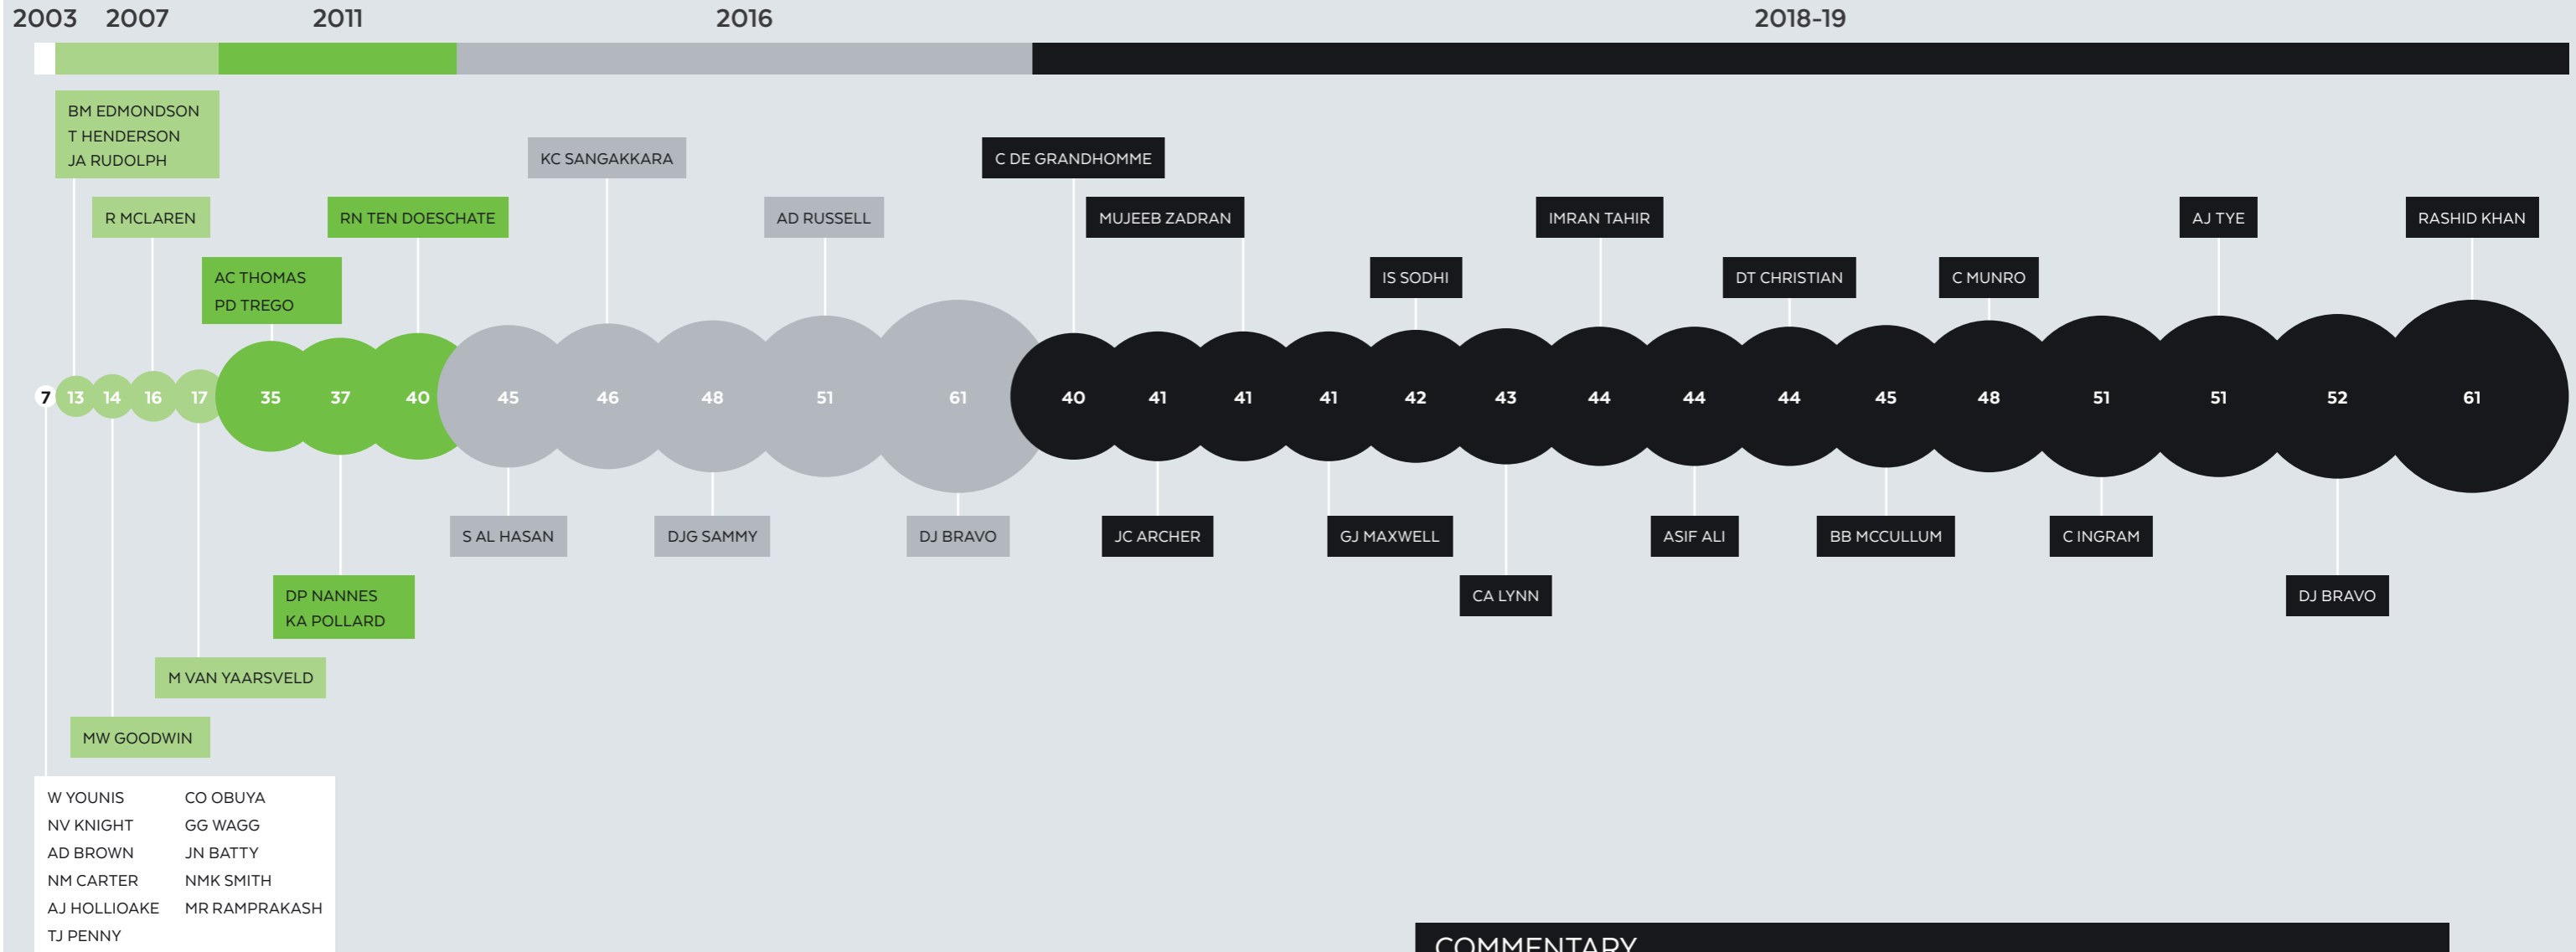 2003 2007 2011 2016 2018-19
BM EDMONDSON
T HENDERSON
JA RUDOLPH
KC SANGAKKARA
C DE GRANDHOMME
R MCLAREN
RN TEN DOESCHATE
AD RUSSELL
MUJEEB ZADRAN
IMRAN TAHIR
AJ TYE
RASHID KHAN
AC THOMAS
PD TREGO
IS SODHI
DT CHRISTIAN
C MUNRO
7 13 14 16 17 35 37 40 45 46 48 51 61 40 41 41 41 42 43 44 44 44 45 48 51 51 52 61
S AL HASAN
DJG SAMMY
DJ BRAVO
JC ARCHER
GJ MAXWELL
ASIF ALI
BB MCCULLUM
C INGRAM
DP NANNES
KA POLLARD
CA LYNN
DJ BRAVO
M VAN YAARSVELD
MW GOODWIN
W YOUNIS
NV KNIGHT
AD BROWN
NM CARTER
AJ HOLLIOAKE
TJ PENNY
CO OBUYA
GG WAGG
JN BATTY
NMK SMITH
MR RAMPRAKASH
COMMENTARY